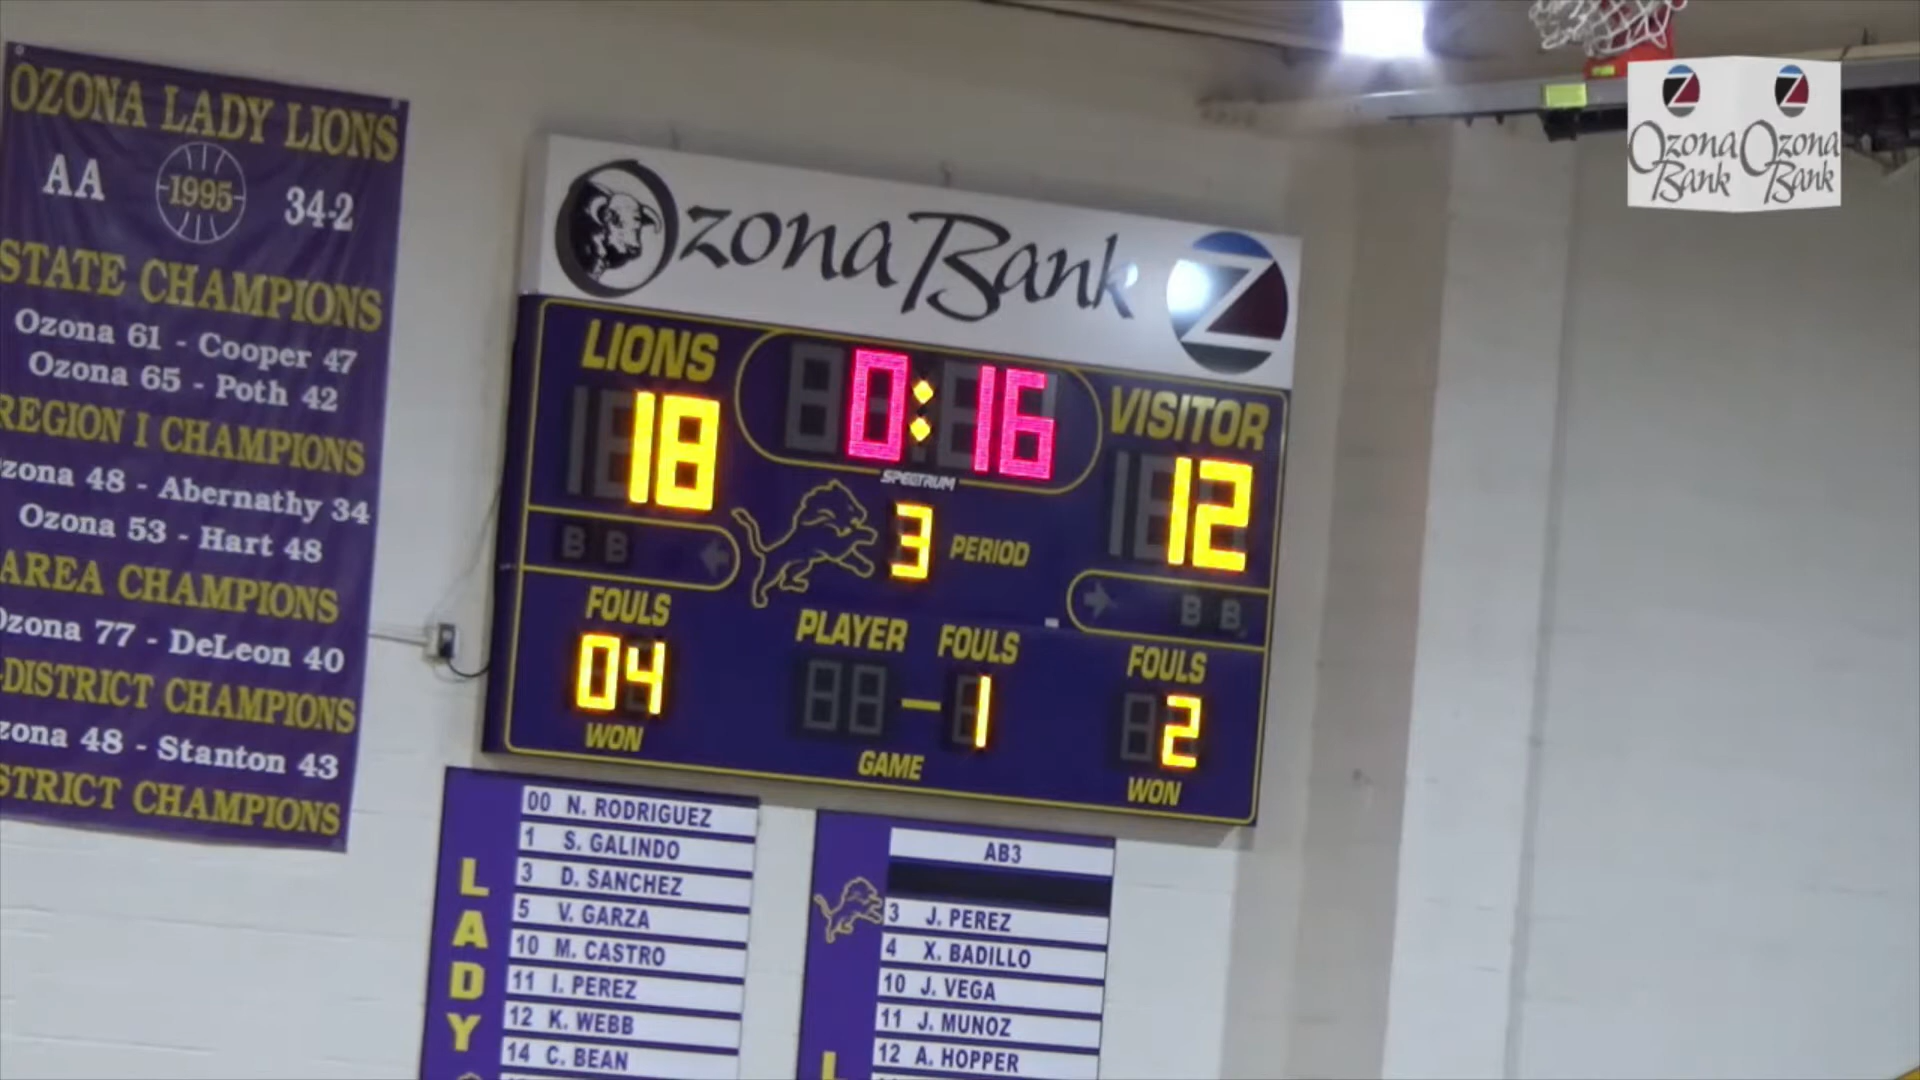 OZONA LADY LIONS
AA 1995 34-2
STATE CHAMPIONS
Ozona 61 - Cooper 47
Ozona 65 - Poth 42
REGION I CHAMPIONS
zona 48 - Abernathy 34
Ozona 53 - Hart 48
AREA CHAMPIONS
Ozona 77 - DeLeon 40
-DISTRICT CHAMPIONS
zona 48 - Stanton 43
STRICT CHAMPIONS
Ozona Bank Z
LIONS 0:16 VISITOR
18 12
SPECTRUM
3 PERIOD
B B
B B
FOULS PLAYER FOULS FOULS
04 1 2
WON GAME WON
LADY
00 N. RODRIGUEZ
1 S. GALINDO
3 D. SANCHEZ
5 V. GARZA
10 M. CASTRO
11 I. PEREZ
12 K. WEBB
14 C. BEAN
L
AB3
3 J. PEREZ
4 X. BADILLO
10 J. VEGA
11 J. MUNOZ
12 A. HOPPER
Z Z
Ozona Ozona
Bank Bank